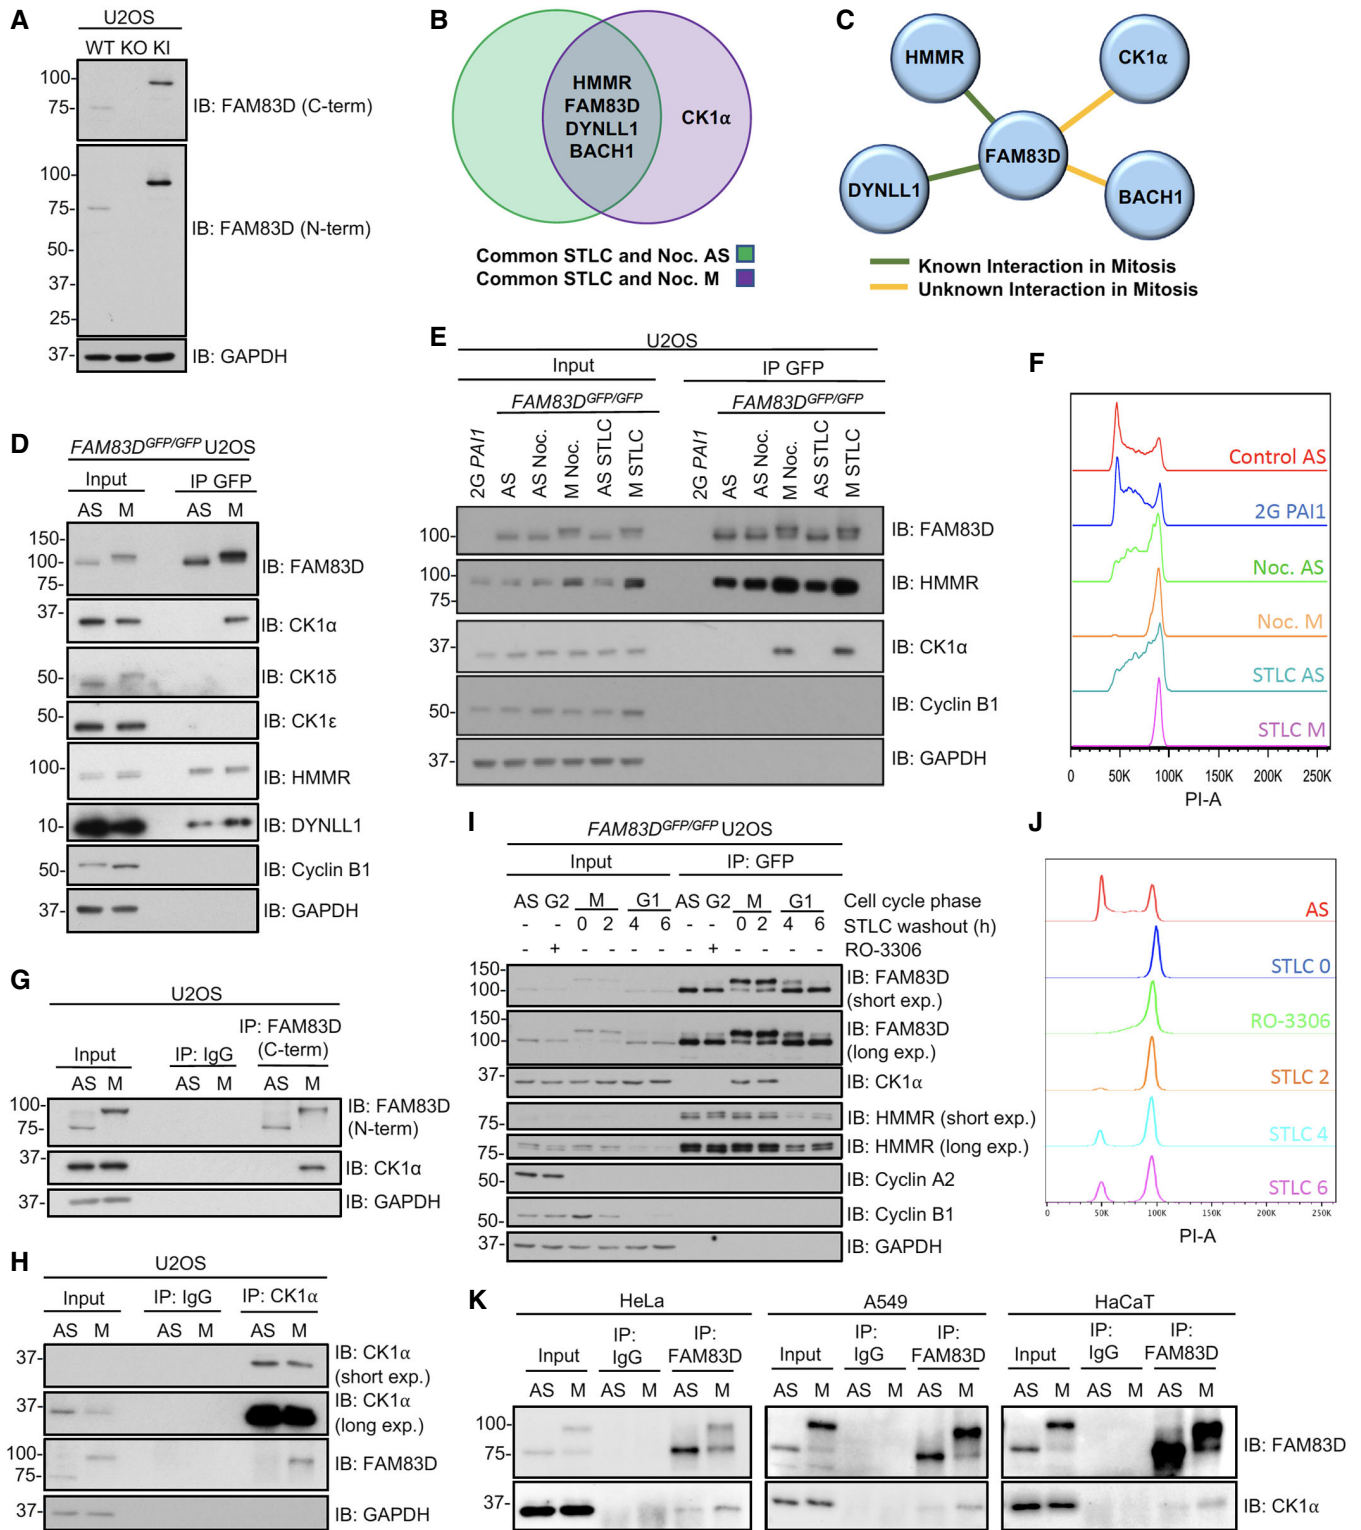 A
U2OS
WT KO KI
100-
75-
IB: FAM83D (C-term)
100-
75-
50-
37-
25-
IB: FAM83D (N-term)
37-
IB: GAPDH
B
HMMR
FAM83D
DYNLL1
BACH1
CK1α
Common STLC and Noc. AS
Common STLC and Noc. M
C
HMMR
CK1α
FAM83D
DYNLL1
BACH1
Known Interaction in Mitosis
Unknown Interaction in Mitosis
D
FAM83D^GFP/GFP U2OS
Input IP GFP
AS M AS M
150-
100-
75-
IB: FAM83D
37-
IB: CK1α
50-
IB: CK1δ
50-
IB: CK1ε
100-
IB: HMMR
10-
IB: DYNLL1
50-
IB: Cyclin B1
37-
IB: GAPDH
E
U2OS
Input IP GFP
FAM83D^GFP/GFP FAM83D^GFP/GFP
2G PAI1 AS AS Noc. M Noc. AS STLC M STLC 2G PAI1 AS AS Noc. M Noc. AS STLC M STLC
100-
IB: FAM83D
100-
75-
IB: HMMR
37-
IB: CK1α
50-
IB: Cyclin B1
37-
IB: GAPDH
F
Control AS
2G PAI1
Noc. AS
Noc. M
STLC AS
STLC M
0 50K 100K 150K 200K 250K
PI-A
G
U2OS
Input IP: IgG IP: FAM83D (C-term)
AS M AS M AS M
100-
75-
IB: FAM83D (N-term)
37-
IB: CK1α
37-
IB: GAPDH
H
U2OS
Input IP: IgG IP: CK1α
AS M AS M AS M
37-
IB: CK1α (short exp.)
37-
IB: CK1α (long exp.)
100-
75-
IB: FAM83D
37-
IB: GAPDH
I
FAM83D^GFP/GFP U2OS
Input IP: GFP
AS G2 M G1 AS G2 M G1 Cell cycle phase
- - 0 2 4 6 - - 0 2 4 6 STLC washout (h)
- + - - - - - + - - - - RO-3306
150-
100-
IB: FAM83D (short exp.)
150-
100-
IB: FAM83D (long exp.)
37-
IB: CK1α
75-
IB: HMMR (short exp.)
75-
IB: HMMR (long exp.)
50-
IB: Cyclin A2
50-
IB: Cyclin B1
37-
IB: GAPDH
J
AS
STLC 0
RO-3306
STLC 2
STLC 4
STLC 6
0 50K 100K 150K 200K 250K
PI-A
K
HeLa A549 HaCaT
Input IP: IgG IP: FAM83D Input IP: IgG IP: FAM83D Input IP: IgG IP: FAM83D
AS M AS M AS M AS M AS M AS M AS M AS M AS M
100-
75-
IB: FAM83D
37-
IB: CK1α